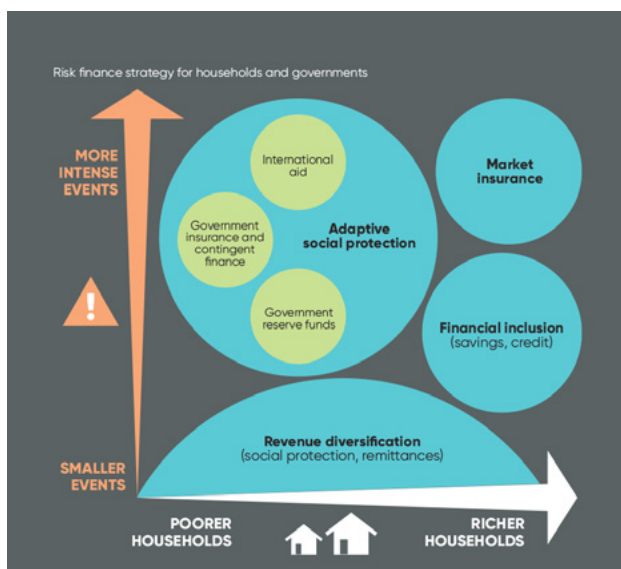 Risk finance strategy for households and governments
MORE
INTENSE
EVENTS
International
aid
Government
insurance and
contingent
finance
Adaptive
social protection
Government
reserve funds
Market
insurance
Financial inclusion
(savings, credit)
!
Revenue diversification
(social protection, remittances)
SMALLER
EVENTS
POORER
HOUSEHOLDS
RICHER
HOUSEHOLDS